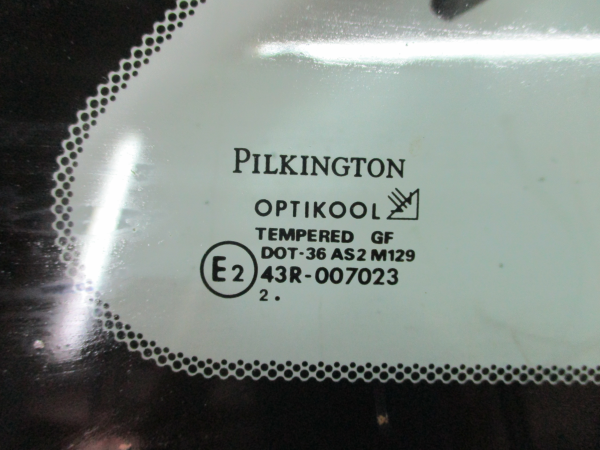 PILKINGTON
OPTIKOOL
TEMPERED GF
DOT-36 AS2 M129
E2 43R-007023
2 .